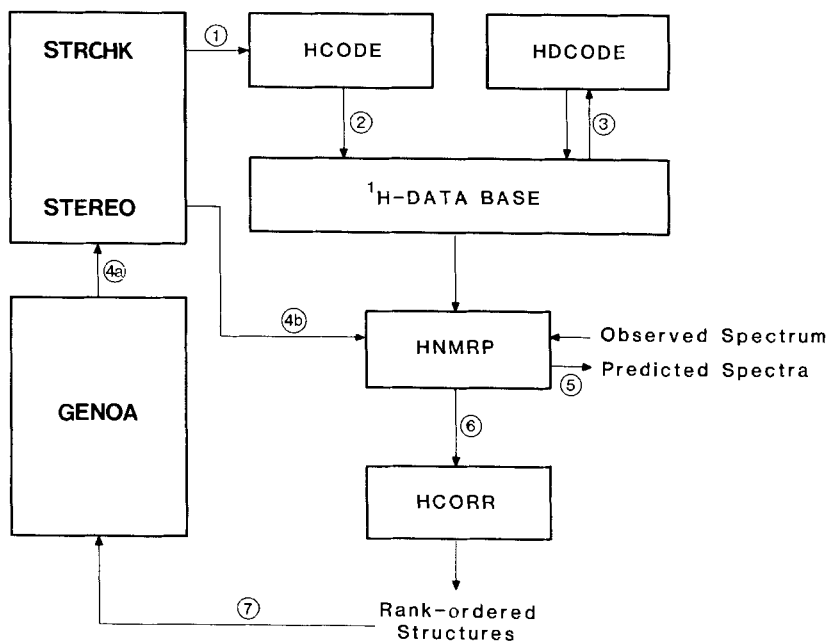 STRCHK
①
HCODE
HDCODE
②
③
¹H-DATA BASE
STEREO
4a
4b
HNMRP
Observed Spectrum
Predicted Spectra
⑤
GENOA
⑥
HCORR
⑦
Rank-ordered
Structures